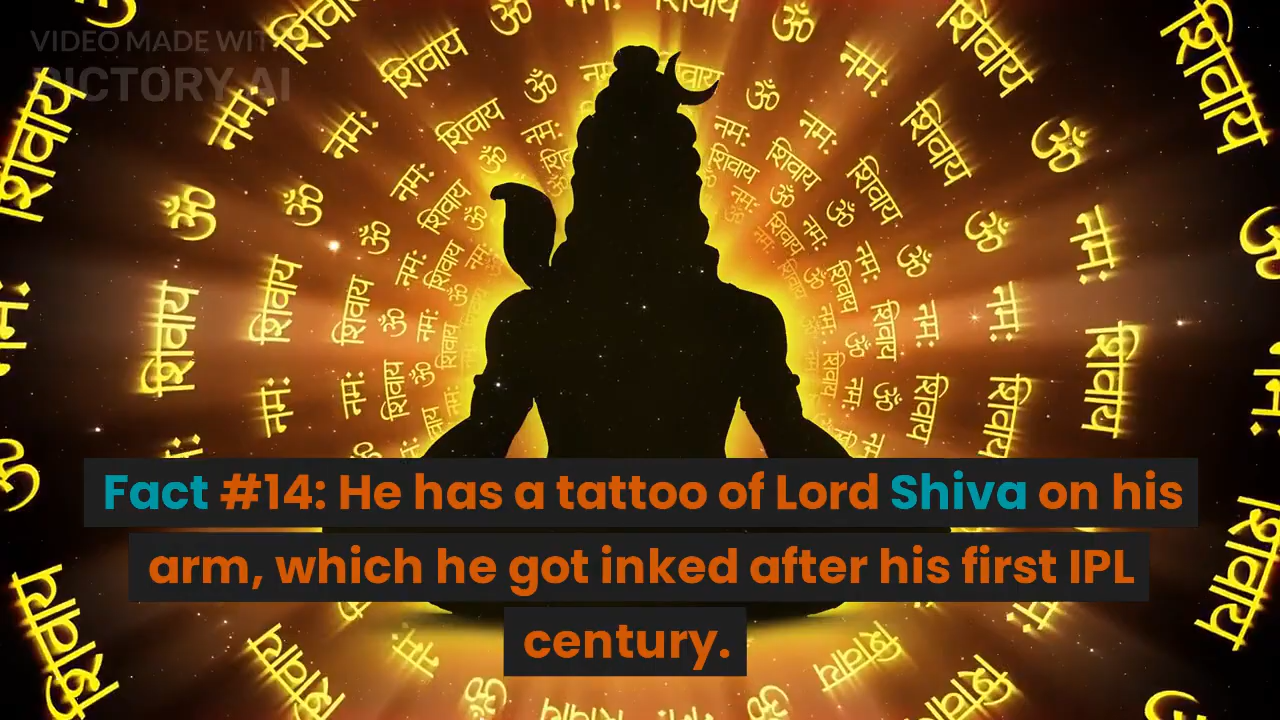 VIDEO MADE WITH
PICTORY.AI
ॐ नमः शिवाय
Fact #14: He has a tattoo of Lord Shiva on his
arm, which he got inked after his first IPL
century.